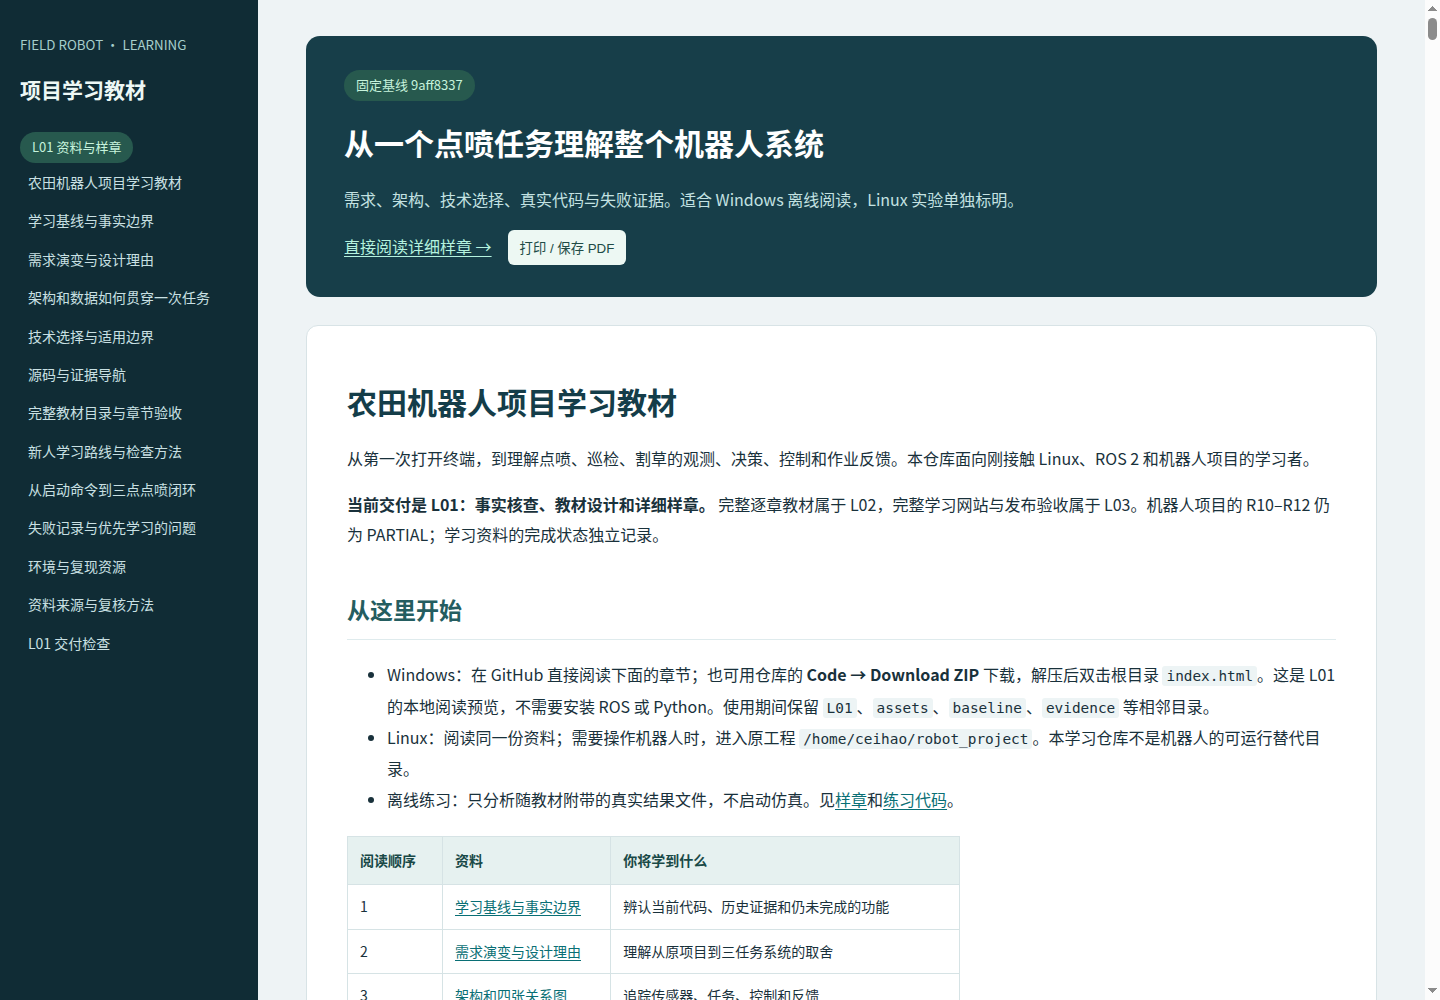 FIELD ROBOT · LEARNING
项目学习教材
L01 资料与样章
农田机器人项目学习教材
学习基线与事实边界
需求演变与设计理由
架构和数据如何贯穿一次任务
技术选择与适用边界
源码与证据导航
完整教材目录与章节验收
新人学习路线与检查方法
从启动命令到三点点喷闭环
失败记录与优先学习的问题
环境与复现资源
资料来源与复核方法
L01 交付检查
固定基线 9aff8337
从一个点喷任务理解整个机器人系统
需求、架构、技术选择、真实代码与失败证据。适合 Windows 离线阅读，Linux 实验单独标明。
直接阅读详细样章 →
打印 / 保存 PDF
农田机器人项目学习教材
从第一次打开终端，到理解点喷、巡检、割草的观测、决策、控制和作业反馈。本仓库面向刚接触 Linux、ROS 2 和机器人项目的学习者。
当前交付是 L01：事实核查、教材设计和详细样章。 完整逐章教材属于 L02，完整学习网站与发布验收属于 L03。机器人项目的 R10–R12 仍
为 PARTIAL；学习资料的完成状态独立记录。
从这里开始
• Windows：在 GitHub 直接阅读下面的章节；也可用仓库的 Code → Download ZIP 下载，解压后双击根目录 index.html。这是 L01
的本地阅读预览，不需要安装 ROS 或 Python。使用期间保留 L01、assets、baseline、evidence 等相邻目录。
• Linux：阅读同一份资料；需要操作机器人时，进入原工程 /home/ceihao/robot_project。本学习仓库不是机器人的可运行替代目
录。
• 离线练习：只分析随教材附带的真实结果文件，不启动仿真。见样章和练习代码。
阅读顺序 资料 你将学到什么
1 学习基线与事实边界 辨认当前代码、历史证据和仍未完成的功能
2 需求演变与设计理由 理解从原项目到三任务系统的取舍
3 架构和四张关系图 追踪传感器、任务、控制和反馈